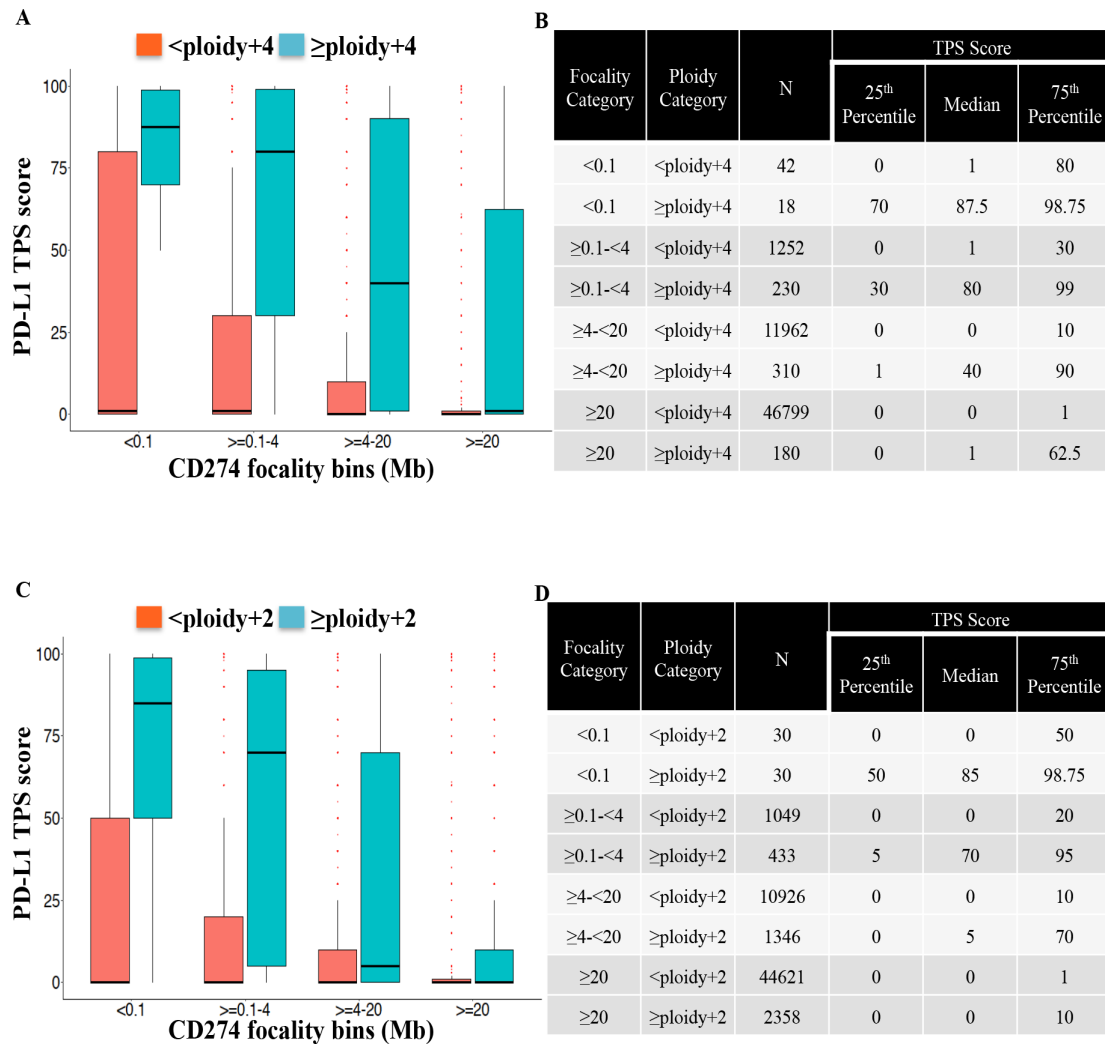 A
<ploidy+4 ≥ploidy+4
PD-L1 TPS score
100
75
50
25
0
<0.1 >=0.1-4 >=4-20 >=20
CD274 focality bins (Mb)
B
Focality Category Ploidy Category N TPS Score
25th Percentile Median 75th Percentile
<0.1 <ploidy+4 42 0 1 80
<0.1 ≥ploidy+4 18 70 87.5 98.75
≥0.1-<4 <ploidy+4 1252 0 1 30
≥0.1-<4 ≥ploidy+4 230 30 80 99
≥4-<20 <ploidy+4 11962 0 0 10
≥4-<20 ≥ploidy+4 310 1 40 90
≥20 <ploidy+4 46799 0 0 1
≥20 ≥ploidy+4 180 0 1 62.5
C
<ploidy+2 ≥ploidy+2
PD-L1 TPS score
100
75
50
25
0
<0.1 >=0.1-4 >=4-20 >=20
CD274 focality bins (Mb)
D
Focality Category Ploidy Category N TPS Score
25th Percentile Median 75th Percentile
<0.1 <ploidy+2 30 0 0 50
<0.1 ≥ploidy+2 30 50 85 98.75
≥0.1-<4 <ploidy+2 1049 0 0 20
≥0.1-<4 ≥ploidy+2 433 5 70 95
≥4-<20 <ploidy+2 10926 0 0 10
≥4-<20 ≥ploidy+2 1346 0 5 70
≥20 <ploidy+2 44621 0 0 1
≥20 ≥ploidy+2 2358 0 0 10